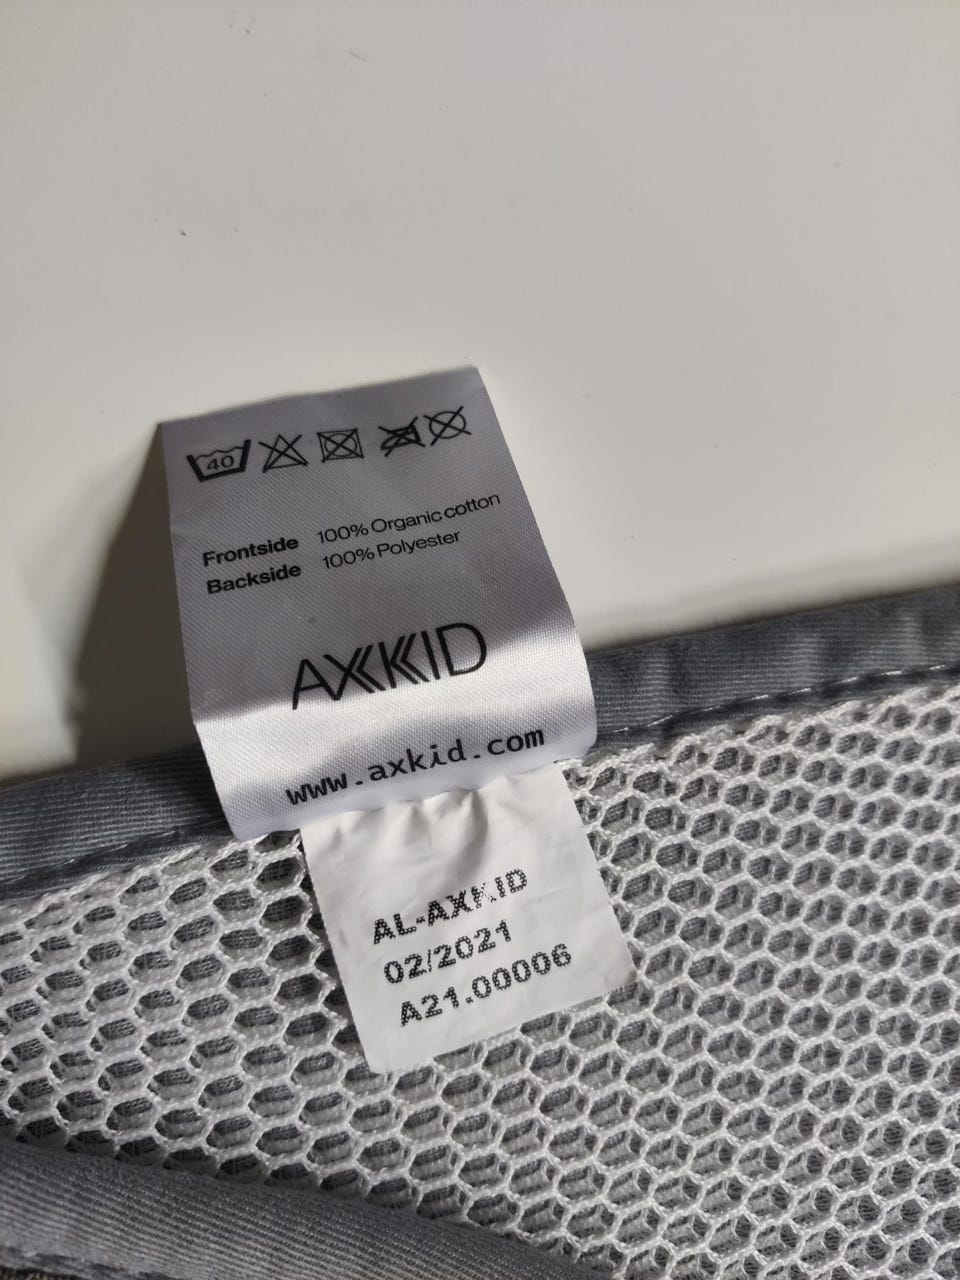 40
Frontside 100% Organic cotton
Backside 100% Polyester
AXKID
www.axkid.com
AL-AXKID
02/2021
A21.00006